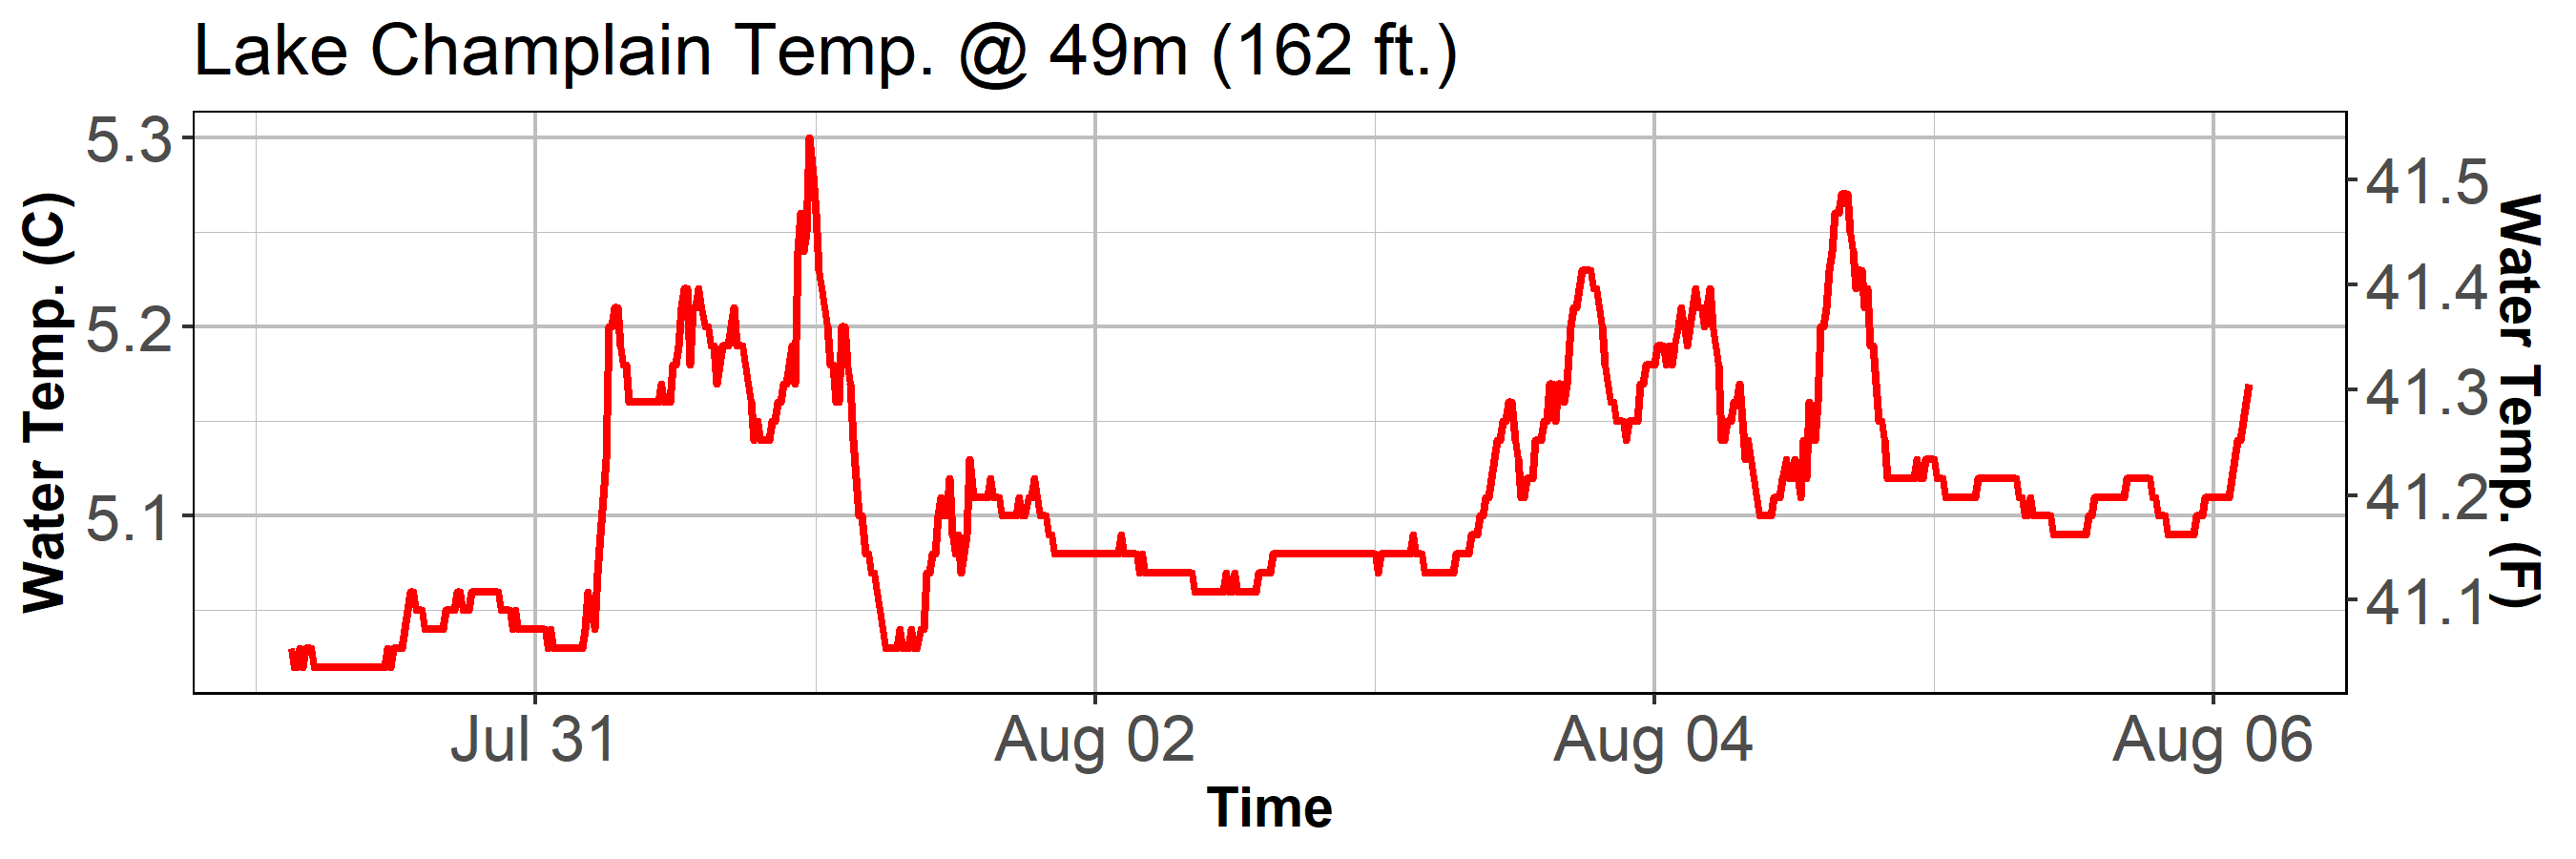 Lake Champlain Temp. @ 49m (162 ft.)
Water Temp. (C)
5.3
5.2
5.1
41.5
41.4
41.3
41.2
41.1
Water Temp. (F)
Jul 31 Aug 02 Aug 04 Aug 06
Time